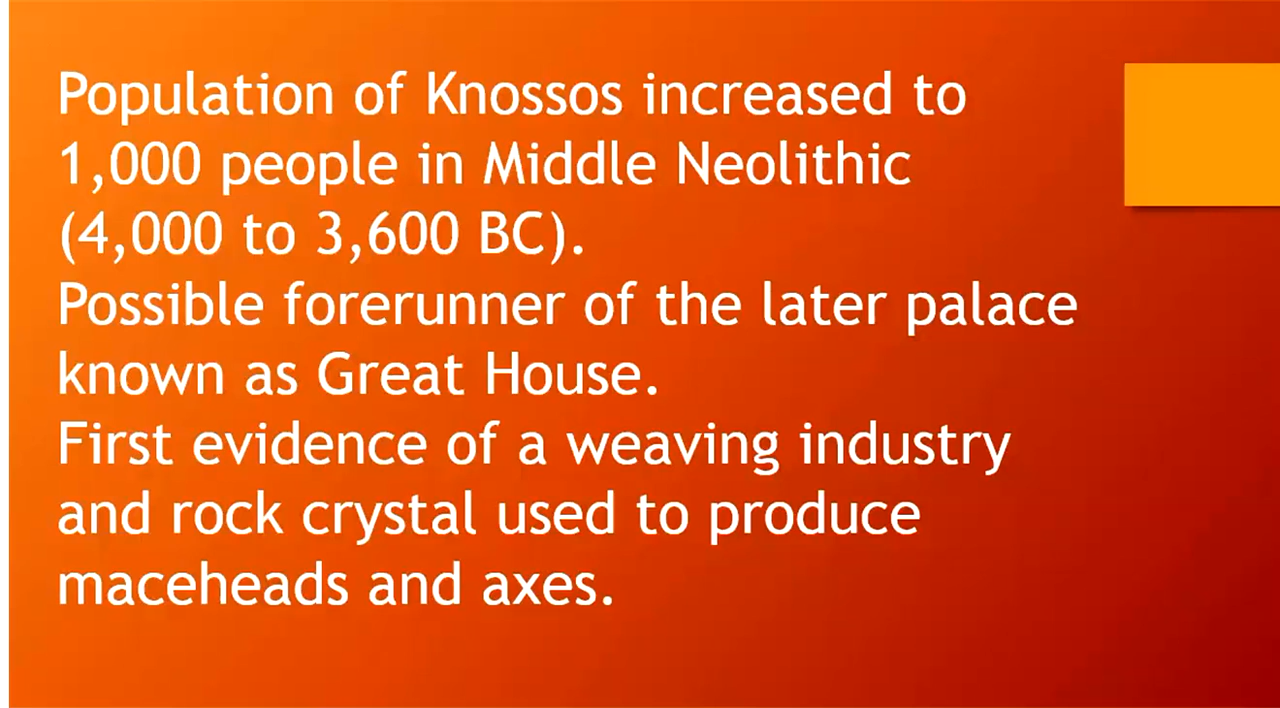 Population of Knossos increased to
1,000 people in Middle Neolithic
(4,000 to 3,600 BC).
Possible forerunner of the later palace
known as Great House.
First evidence of a weaving industry
and rock crystal used to produce
maceheads and axes.